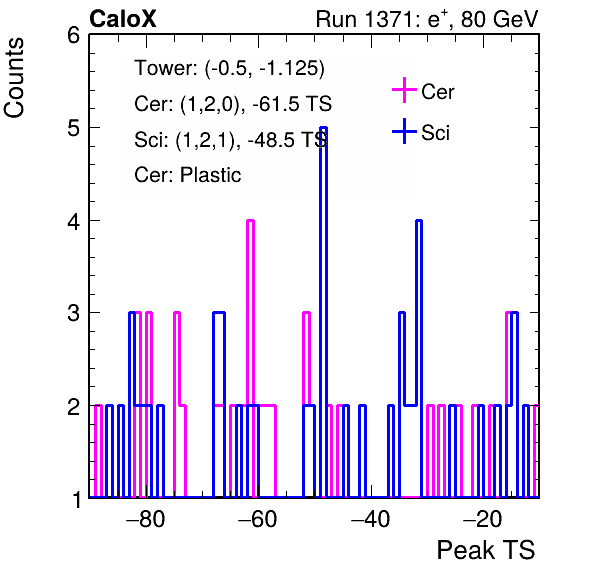 CaloX Run 1371: e+, 80 GeV
Counts
6
5
4
3
2
1
Tower: (-0.5, -1.125)
Cer: (1,2,0), -61.5 TS
Sci: (1,2,1), -48.5 TS
Cer: Plastic
Cer
Sci
−80 −60 −40 −20
Peak TS